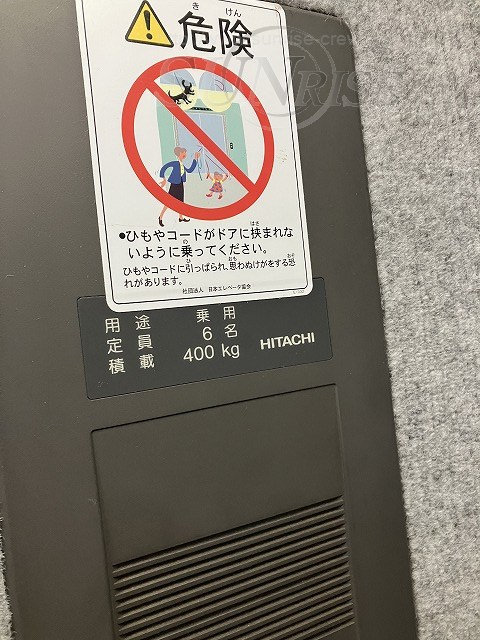 sunrise-crew
SUNRISE
危険
きけん
●ひもやコードがドアに挟まれな
いように乗ってください。
ひもやコードに引っぱられ、思わぬけがをする恐
れがあります。
社団法人 日本エレベータ協会
用途 乗用
定員 6名
積載 400kg
HITACHI